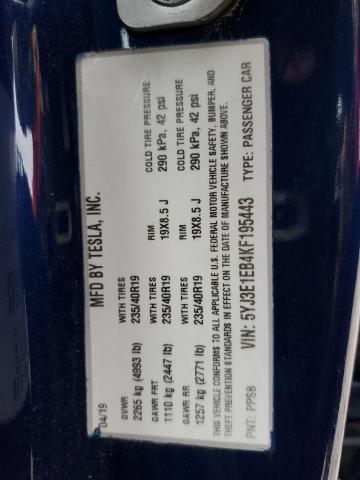 MFD BY TESLA, INC.
04/19
GVWR WITH TIRES RIM COLD TIRE PRESSURE
2265 kg (4993 lb) 235/40R19 19X8.5 J 290 kPa, 42 psi
GAWR FRT WITH TIRES RIM COLD TIRE PRESSURE
1110 kg (2447 lb) 235/40R19 19X8.5 J 290 kPa, 42 psi
GAWR RR
1257 kg (2771 lb) 235/40R19
THIS VEHICLE CONFORMS TO ALL APPLICABLE U.S. FEDERAL MOTOR VEHICLE SAFETY, BUMPER, AND
THEFT PREVENTION STANDARDS IN EFFECT ON THE DATE OF MANUFACTURE SHOWN ABOVE.
VIN: 5YJ3E1EB4KF195443
PNT: PPSB TYPE: PASSENGER CAR